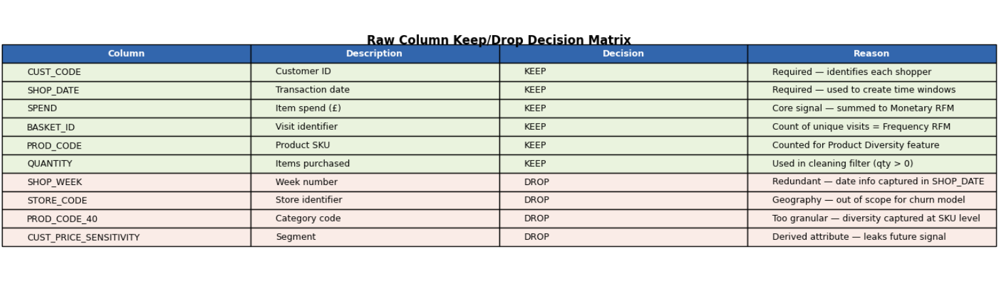 Raw Column Keep/Drop Decision Matrix
Column Description Decision Reason
CUST_CODE Customer ID KEEP Required — identifies each shopper
SHOP_DATE Transaction date KEEP Required — used to create time windows
SPEND Item spend (£) KEEP Core signal — summed to Monetary RFM
BASKET_ID Visit identifier KEEP Count of unique visits = Frequency RFM
PROD_CODE Product SKU KEEP Counted for Product Diversity feature
QUANTITY Items purchased KEEP Used in cleaning filter (qty > 0)
SHOP_WEEK Week number DROP Redundant — date info captured in SHOP_DATE
STORE_CODE Store identifier DROP Geography — out of scope for churn model
PROD_CODE_40 Category code DROP Too granular — diversity captured at SKU level
CUST_PRICE_SENSITIVITY Segment DROP Derived attribute — leaks future signal